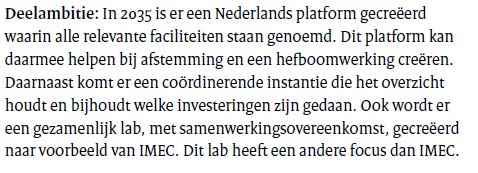 Deelambitie: In 2035 is er een Nederlands platform gecreëerd
waarin alle relevante faciliteiten staan genoemd. Dit platform kan
daarmee helpen bij afstemming en een hefboomwerking creëren.
Daarnaast komt er een coördinerende instantie die het overzicht
houdt en bijhoudt welke investeringen zijn gedaan. Ook wordt er
een gezamenlijk lab, met samenwerkingsovereenkomst, gecreëerd
naar voorbeeld van IMEC. Dit lab heeft een andere focus dan IMEC.